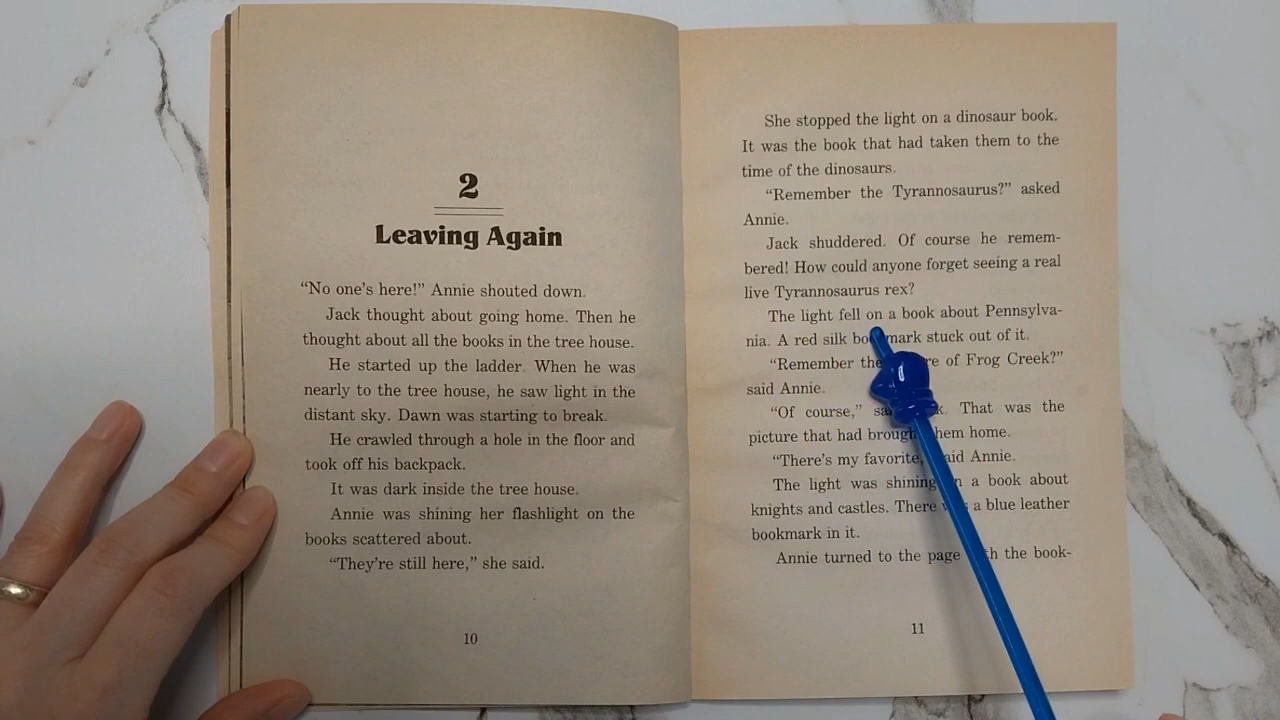 2
Leaving Again
“No one’s here!” Annie shouted down.
Jack thought about going home. Then he
thought about all the books in the tree house.
He started up the ladder. When he was
nearly to the tree house, he saw light in the
distant sky. Dawn was starting to break.
He crawled through a hole in the floor and
took off his backpack.
It was dark inside the tree house.
Annie was shining her flashlight on the
books scattered about.
“They’re still here,” she said.
10
She stopped the light on a dinosaur book.
It was the book that had taken them to the
time of the dinosaurs.
“Remember the Tyrannosaurus?” asked
Annie.
Jack shuddered. Of course he remem-
bered! How could anyone forget seeing a real
live Tyrannosaurus rex?
The light fell on a book about Pennsylva-
nia. A red silk bookmark stuck out of it.
“Remember the of Frog Creek?”
said Annie.
“Of course,” That was the
picture that had brought them home.
“There’s my favorite,” said Annie.
The light was shining on a book about
knights and castles. There was a blue leather
bookmark in it.
Annie turned to the page with the book-
11